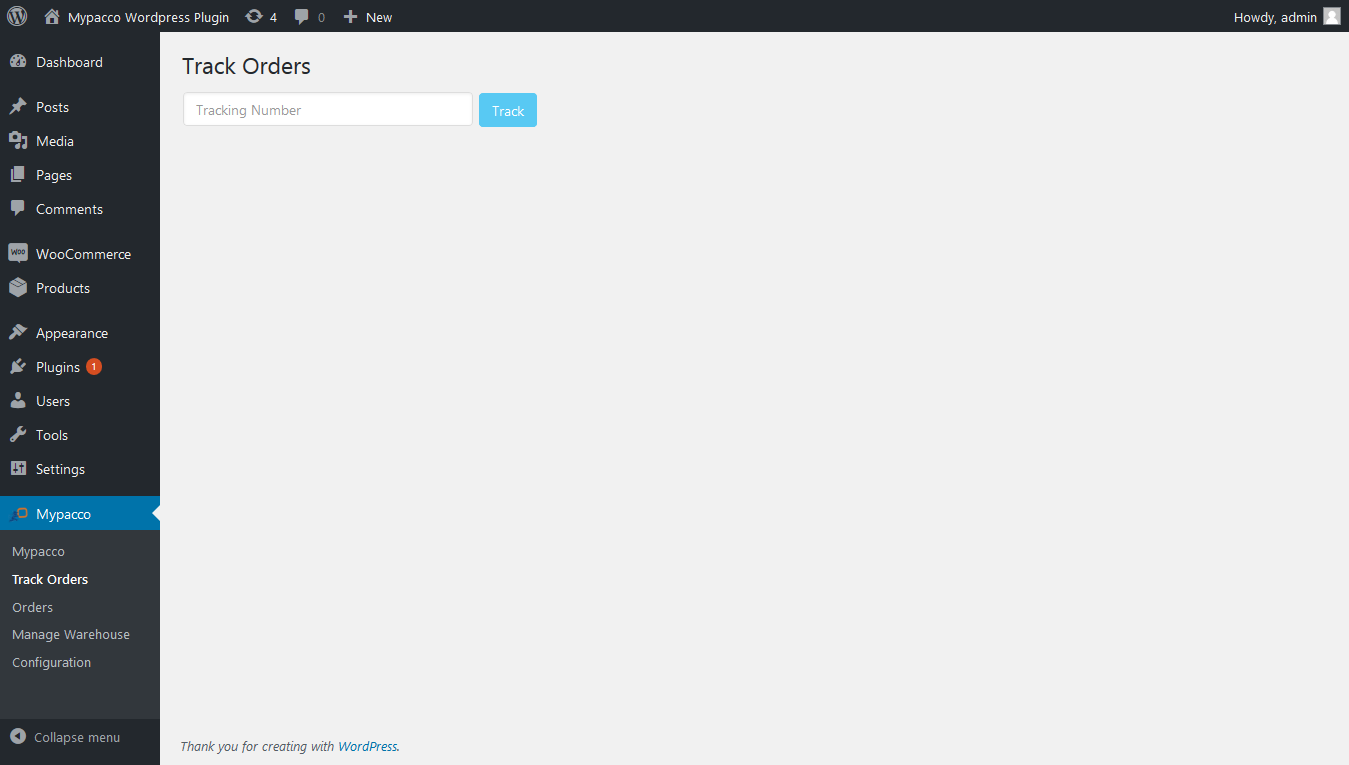 Mypacco Wordpress Plugin 4 0 New Howdy, admin
Dashboard
Posts
Media
Pages
Comments
Woo WooCommerce
Products
Appearance
Plugins 1
Users
Tools
Settings
Mypacco
Mypacco
Track Orders
Orders
Manage Warehouse
Configuration
Collapse menu
Track Orders
Tracking Number Track
Thank you for creating with WordPress.